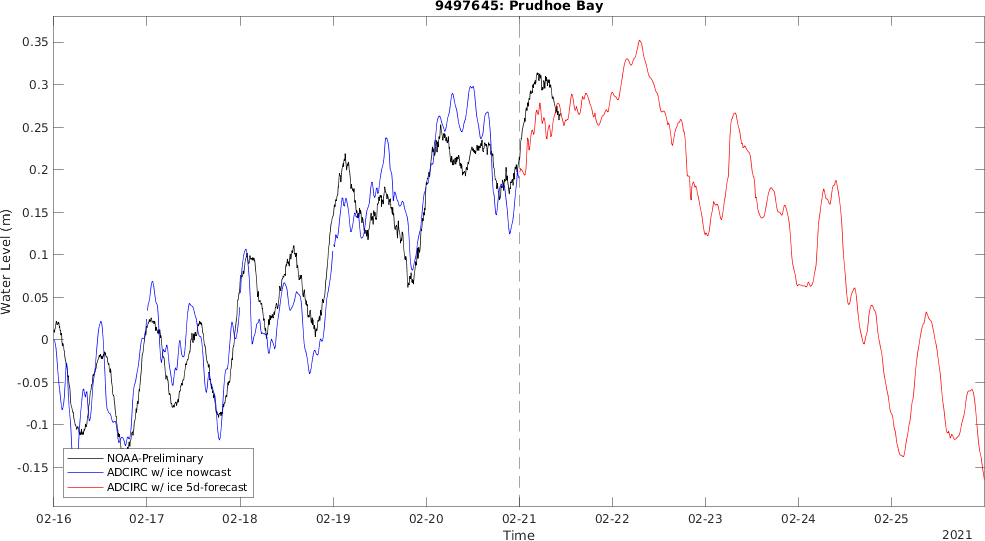 9497645: Prudhoe Bay
0.35
0.3
0.25
0.2
0.15
0.1
0.05
0
-0.05
-0.1
-0.15
Water Level (m)
NOAA-Preliminary
ADCIRC w/ ice nowcast
ADCIRC w/ ice 5d-forecast
02-16 02-17 02-18 02-19 02-20 02-21 02-22 02-23 02-24 02-25
Time
2021